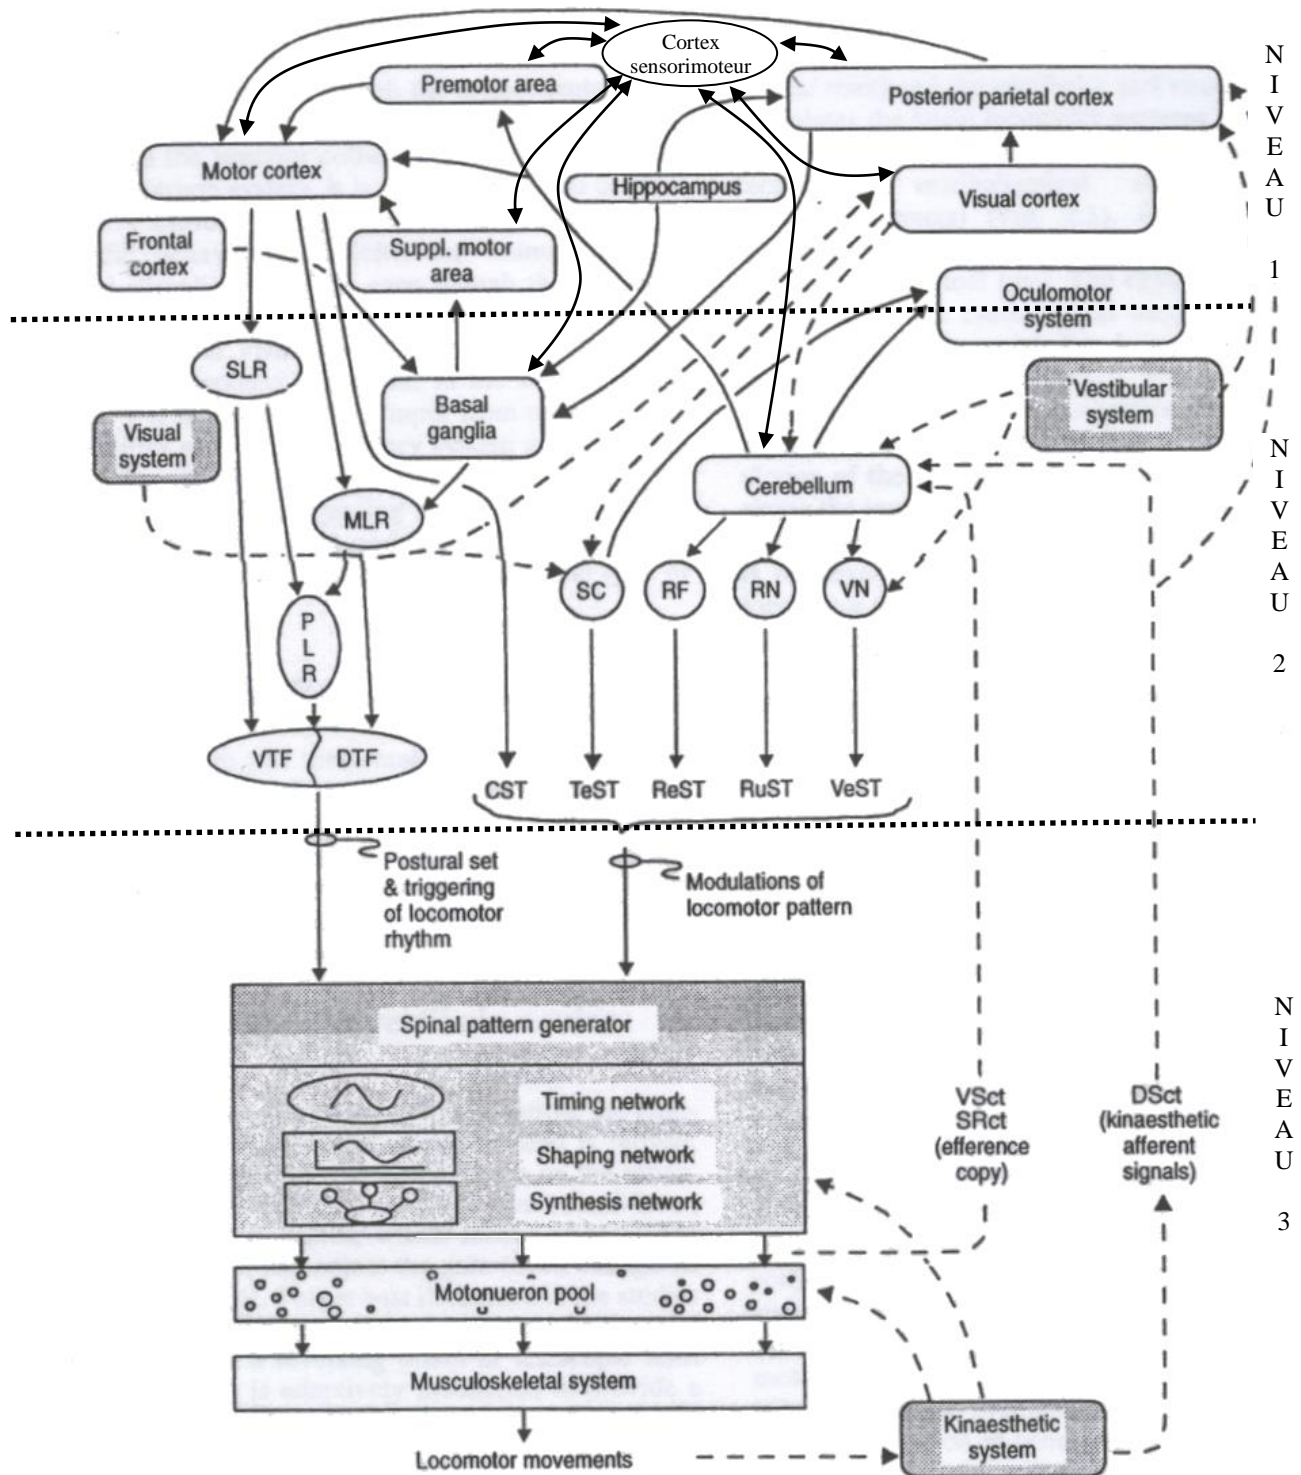 Cortex
sensorimoteur
Premotor area
Posterior parietal cortex
Motor cortex
Hippocampus
Visual cortex
Frontal
cortex
Suppl. motor
area
Oculomotor
system
N
I
V
E
A
U
1
SLR
Basal
ganglia
Vestibular
system
Visual
system
MLR
Cerebellum
SC
RF
RN
VN
P
L
R
VTF
DTF
CST
TeST
ReST
RuST
VeST
N
I
V
E
A
U
2
Postural set
& triggering
of locomotor
rhythm
Modulations of
locomotor pattern
Spinal pattern generator
Timing network
Shaping network
Synthesis network
VSct
SRct
(efference
copy)
DSct
(kinaesthetic
afferent
signals)
N
I
V
E
A
U
3
Motonueron pool
Musculoskeletal system
Kinaesthetic
system
Locomotor movements